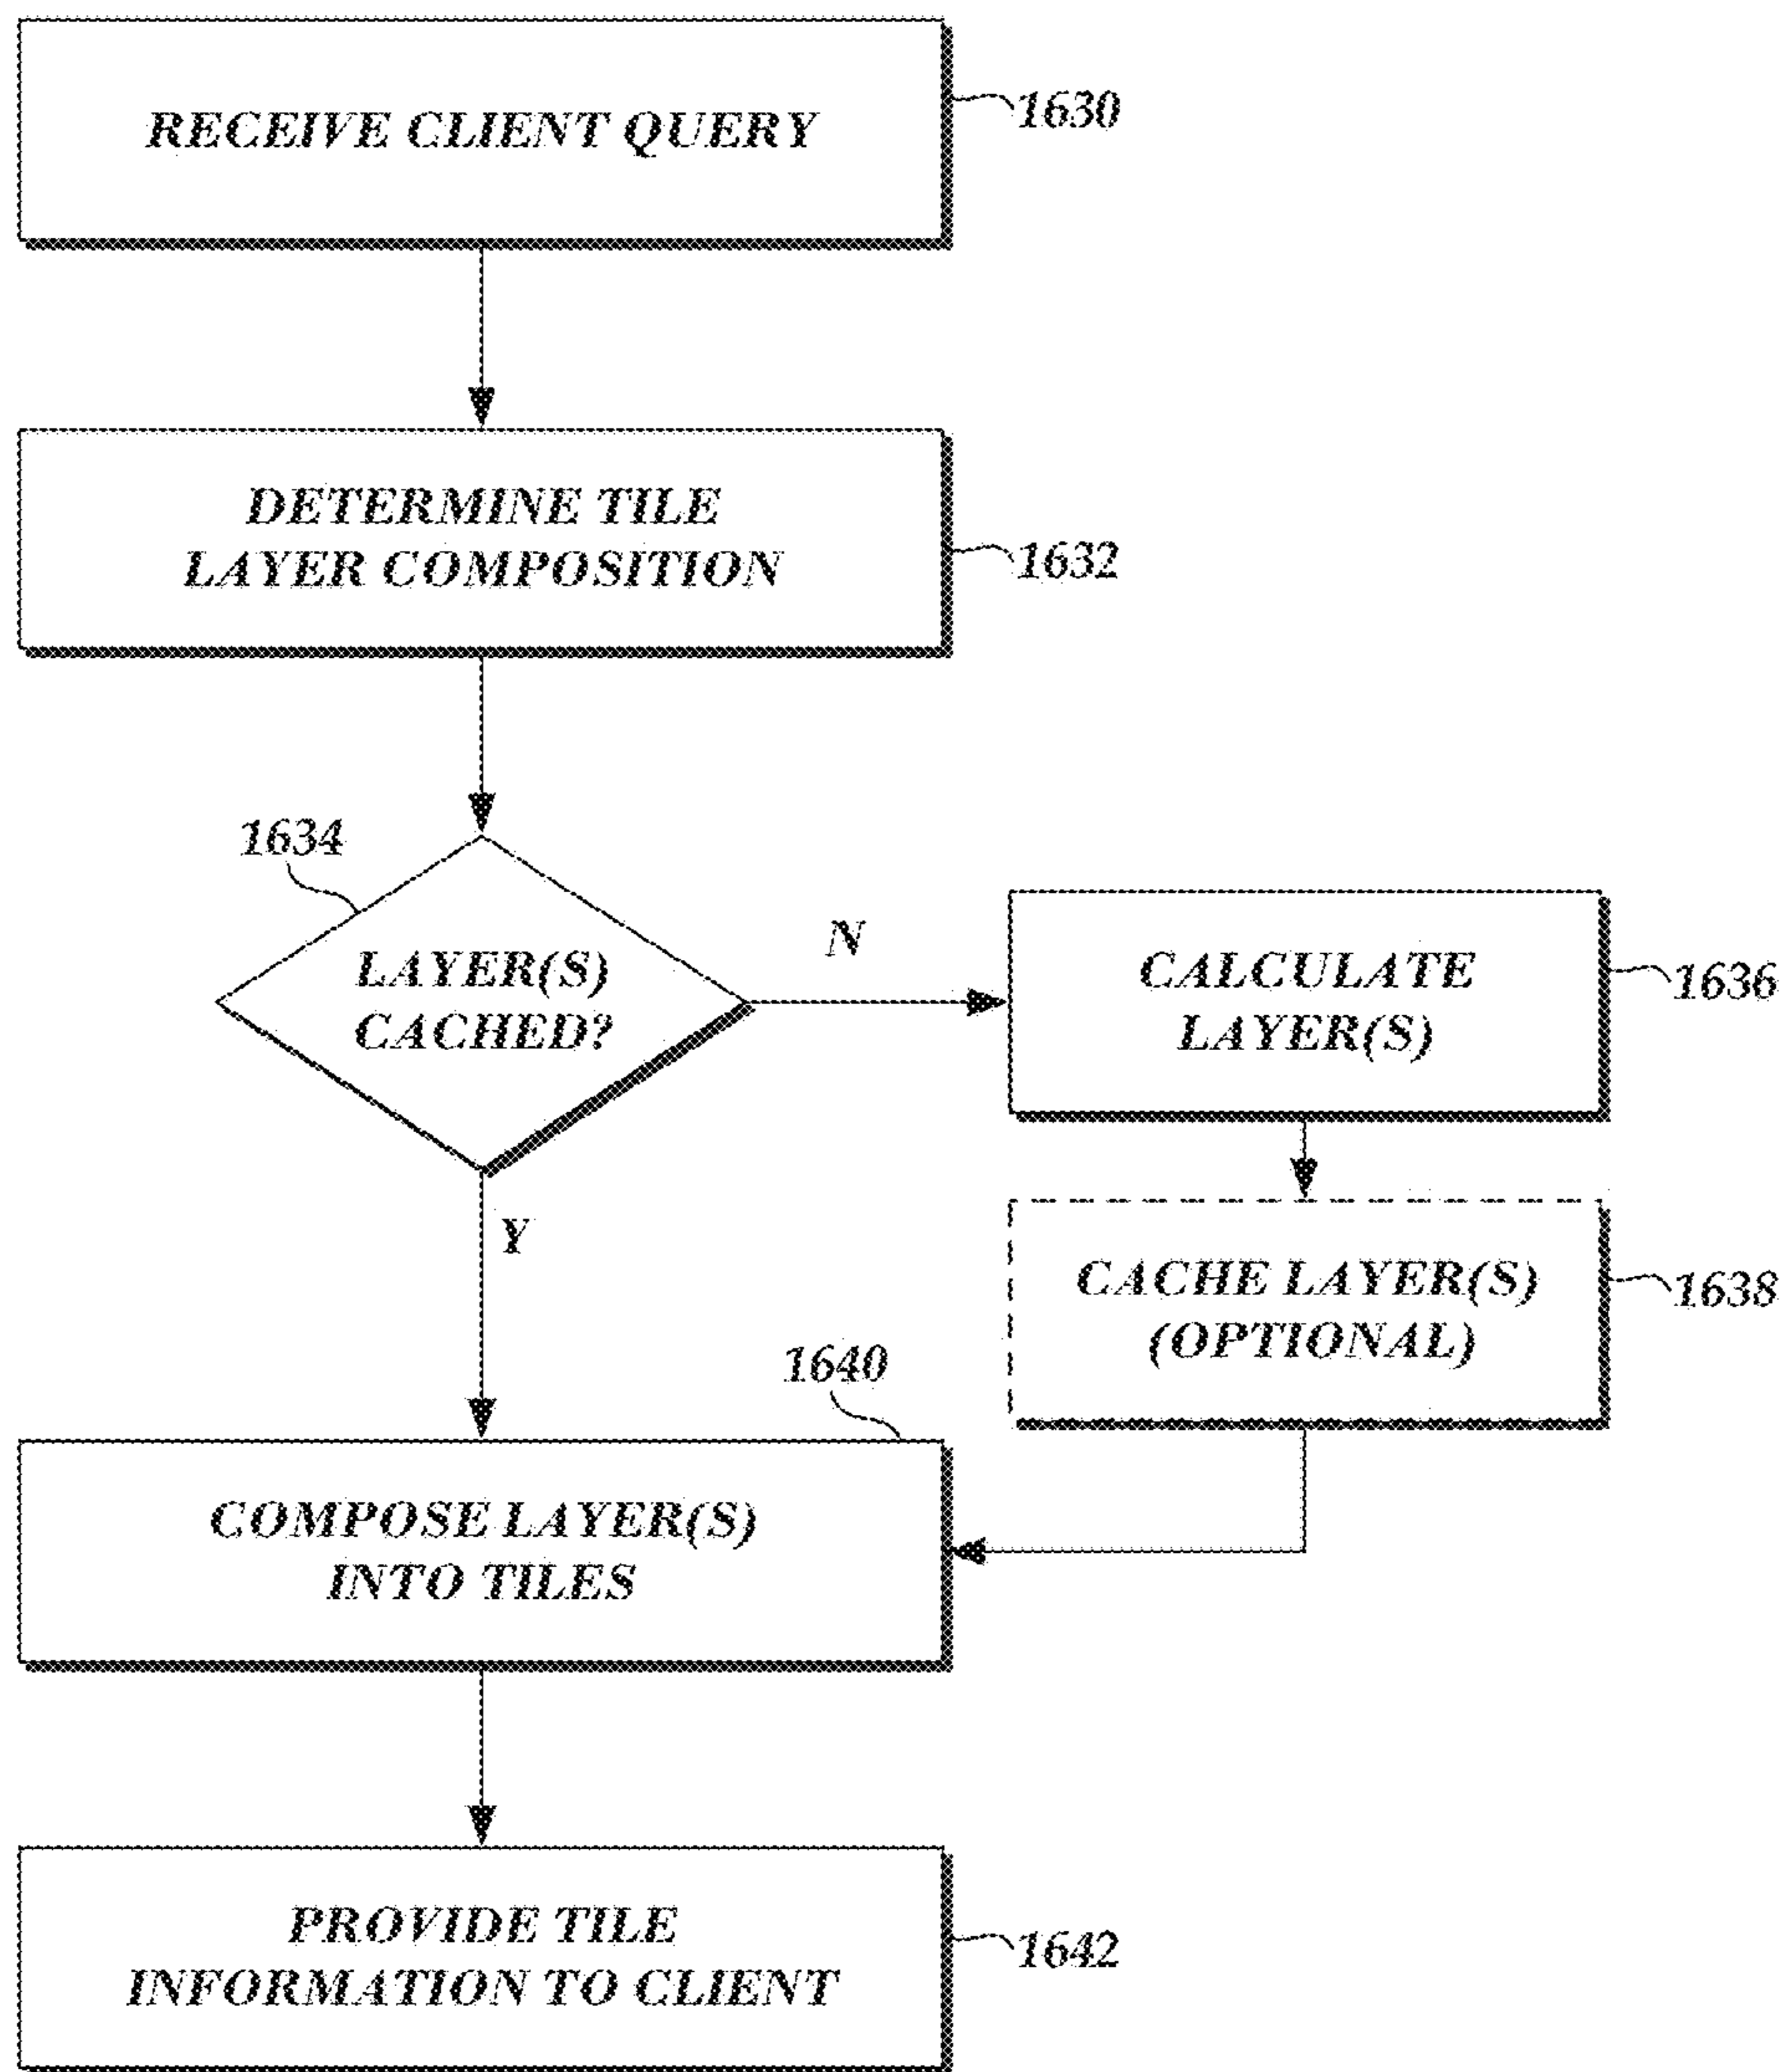 RECEIVE CLIENT QUERY
1630
DETERMINE TILE
LAYER COMPOSITION
1632
1634
LAYER(S)
CACHED?
N
Y
CALCULATE
LAYER(S)
1636
CACHE LAYER(S)
(OPTIONAL)
1638
1640
COMPOSE LAYER(S)
INTO TILES
PROVIDE TILE
INFORMATION TO CLIENT
1642